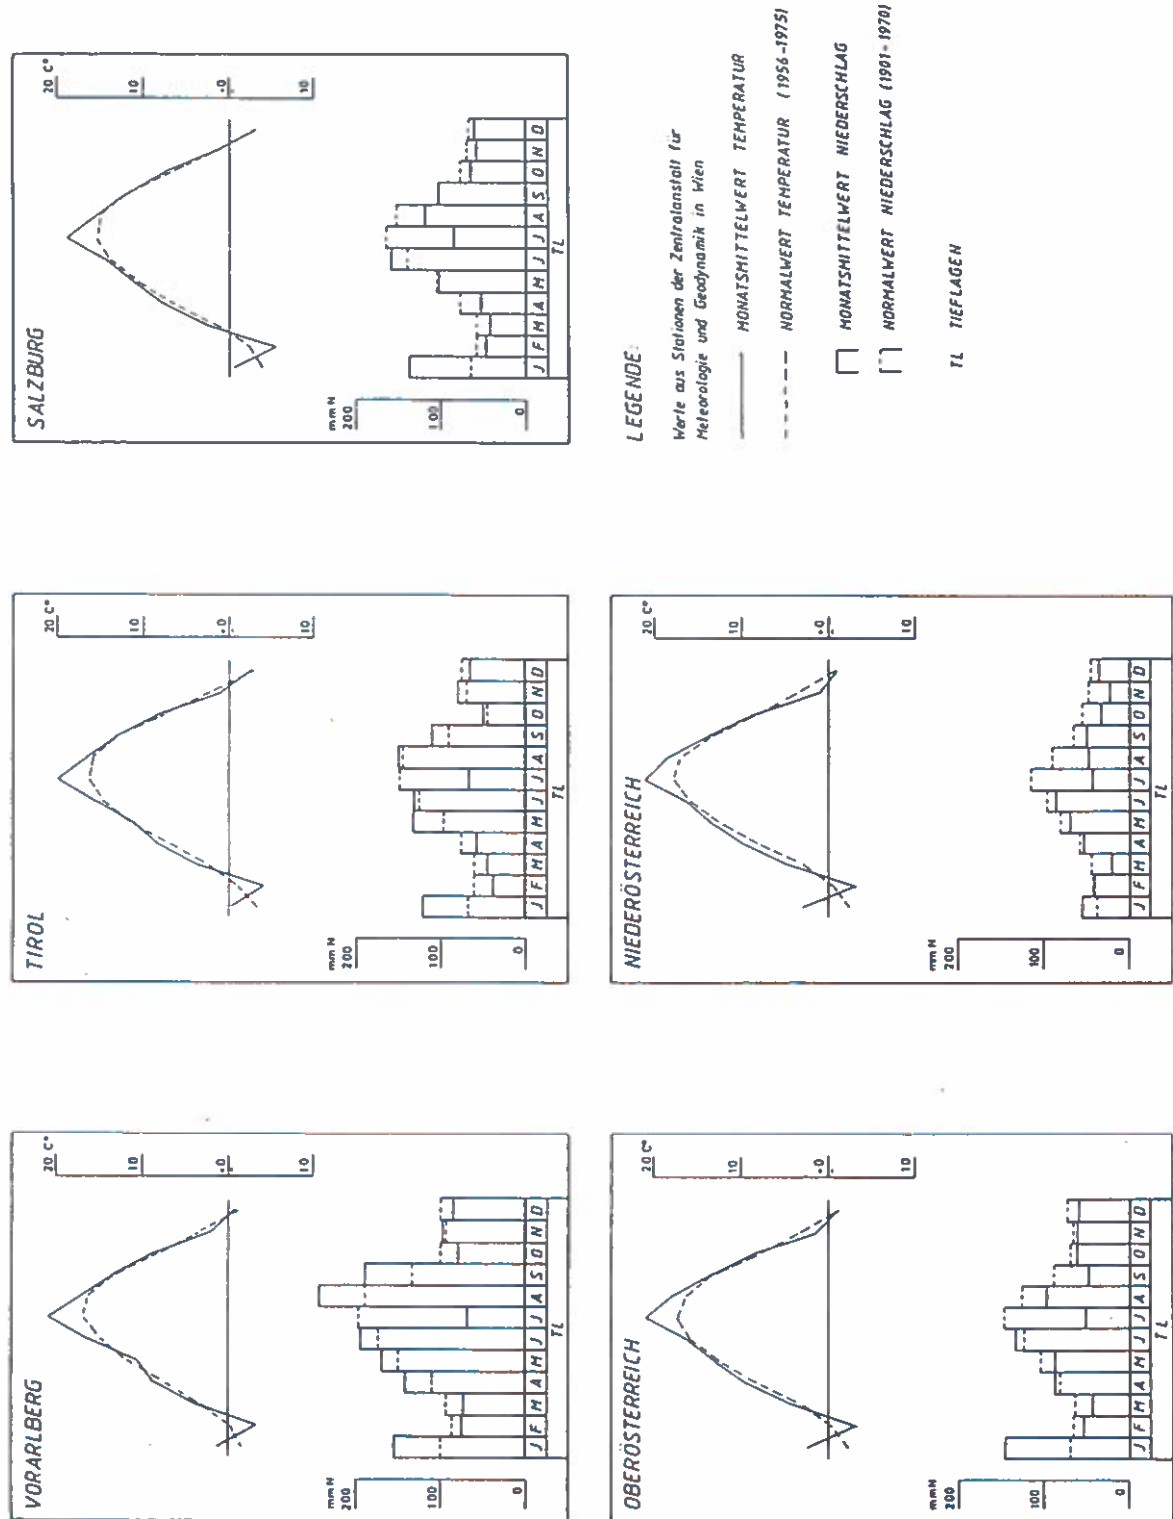 VORARLBERG
20 C°
10
±0
10
mm N
200
100
0
J F M A M J J A S O N D
TL
TIROL
20 C°
10
±0
10
mm N
200
100
0
J F M A M J J A S O N D
TL
SALZBURG
20 C°
10
±0
10
mm N
200
100
0
J F M A M J J A S O N D
TL
OBERÖSTERREICH
20 C°
10
±0
10
mm N
200
100
0
J F M A M J J A S O N D
TL
NIEDERÖSTERREICH
20 C°
10
±0
10
mm N
200
100
0
J F M A M J J A S O N D
TL
LEGENDE:
Werte aus Stationen der Zentralanstalt für
Meteorologie und Geodynamik in Wien
MONATSMITTELWERT TEMPERATUR
NORMALWERT TEMPERATUR (1956-1975)
MONATSMITTELWERT NIEDERSCHLAG
NORMALWERT NIEDERSCHLAG (1901-1970)
TL TIEFLAGEN